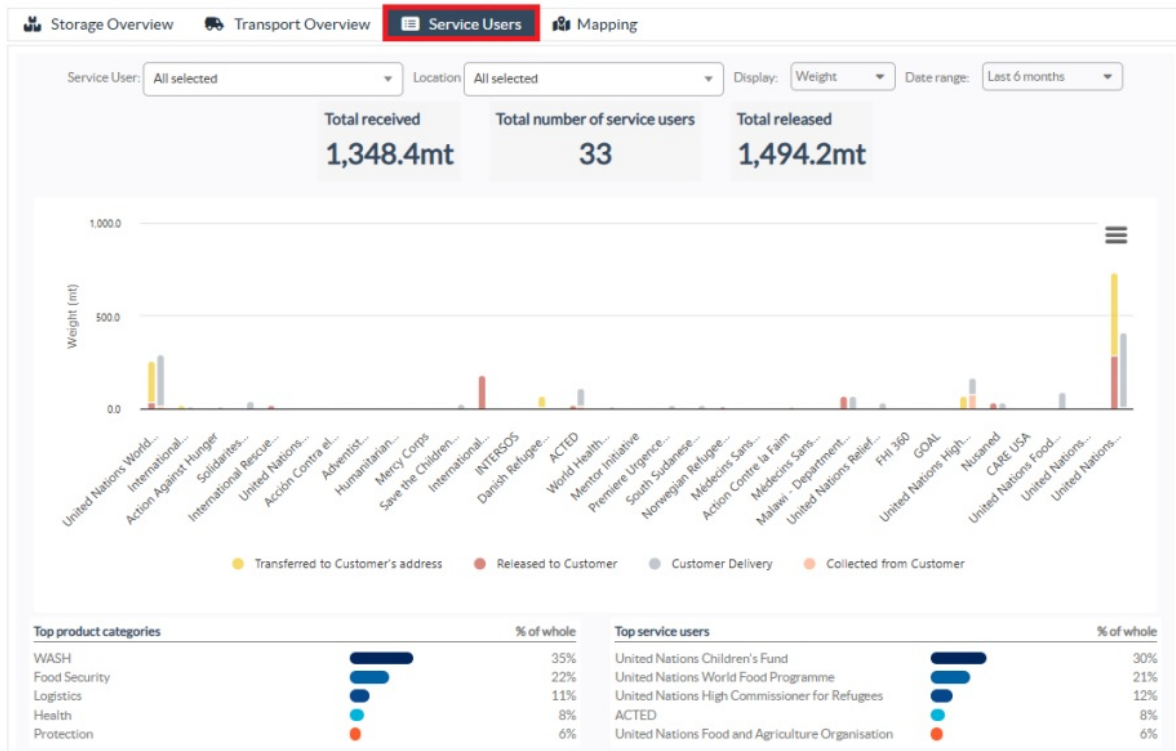 Storage Overview Transport Overview Service Users Mapping
Service User: All selected Location All selected Display: Weight Date range: Last 6 months
Total received Total number of service users Total released
1,348.4mt 33 1,494.2mt
1,000.0
500.0
0.0
Weight (mt)
United Nations World...
International...
Action Against Hunger
Solidarites...
International Rescue...
United Nations...
Acción Contra el...
Adventist...
Humanitarian...
Mercy Corps
Save the Children...
International...
INTERSOS
Danish Refugee...
ACTED
World Health...
Mentor Initiative
Premiere Urgence...
South Sudanese...
Norwegian Refugee...
Médecins Sans...
Action Contre la Faim
Médecins Sans...
Malawi - Department...
United Nations Relief...
FHI 360
GOAL
United Nations High...
Nusaned
CARE USA
United Nations Food...
United Nations...
United Nations...
Transferred to Customer's address Released to Customer Customer Delivery Collected from Customer
Top product categories % of whole
WASH 35%
Food Security 22%
Logistics 11%
Health 8%
Protection 6%
Top service users % of whole
United Nations Children's Fund 30%
United Nations World Food Programme 21%
United Nations High Commissioner for Refugees 12%
ACTED 8%
United Nations Food and Agriculture Organisation 6%